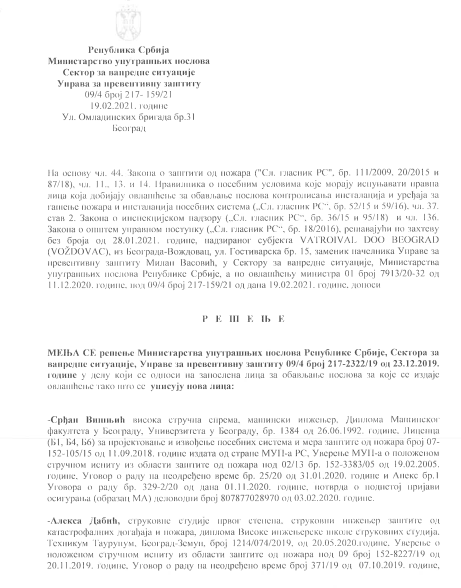 Република Србија
Министарство унутрашњих послова
Сектор за ванредне ситуације
Управа за превентивну заштиту
09/4 број 217- 159/21
19.02.2021. године
Ул. Омладинских бригада бр.31
Београд
На основу чл. 44. Закона о заштити од пожара ("Сл. гласник РС", бр. 111/2009, 20/2015 и
87/18), чл. 11., 13. и 14. Правилника о посебним условима које морају испуњавати правна
лица која добијају овлашћење за обављање послова контролисања инсталација и уређаја за
гашење пожара и инсталација посебних система („Сл. гласник РС“, бр. 52/15 и 59/16), чл. 37.
став 2. Закона о инспекцијском надзору („Сл. гласник РС“, бр. 36/15 и 95/18) и чл. 136.
Закона о општем управном поступку („Сл. гласник РС“, бр. 18/2016), решавајући по захтеву
без броја од 28.01.2021. године, надзираног субјекта VATROIVAL DOO BEOGRAD
(VOŽDOVAC), из Београда-Вождовац, ул. Гостиварска бр. 15, заменик начелника Управе за
превентивну заштиту Милан Васовић, у Сектору за ванредне ситуације, Министарства
унутрашњих послова Републике Србије, а по овлашћењу министра 01 број 7913/20-32 од
11.12.2020. године, под 09/4 број 217-159/21 од дана 19.02.2021. године, доноси
Р Е Ш Е Њ Е
МЕЊА СЕ решење Министарства унутрашњих послова Републике Србије, Сектора за
ванредне ситуације, Управе за превентивну заштиту 09/4 број 217-2322/19 од 23.12.2019.
године у делу који се односи на запослена лица за обављање послова за које се издаје
овлашћење тако што се уписују нова лица:
-Срђан Вишњић висока стручна спрема, машински инжењер, Диплома Машинског
факултета у Београду, Универзитета у Београду, бр. 1384 од 26.06.1992. године, Лиценца
(Б1, Б4, Б6) за пројектовање и извођење посебних система и мера заштите од пожара број 07-
152-105/15 од 11.09.2018. године издата од стране МУП-а РС, Уверење МУП-а о положеном
стручном испиту из области заштите од пожара под 02/13 бр. 152-3383/05 од 19.02.2005.
године, Уговор о раду на неодређено време бр. 25/20 од 31.01.2020. године и Анекс бр.1
Уговора о раду бр. 329-2/20 од дана 01.11.2020. године, потврда о поднетој пријави
осигурања (образац МА) деловодни број 807877028970 од 03.02.2020. године.
-Алекса Дабић, струковне студије првог степена, струковни инжењер заштите од
катастрофалних догађаја и пожара, диплома Високе инжењерске школе струковних студија,
Техникум Таурунум, Београд-Земун, број 1214/074/2019, од 20.05.2020.године, Уверење о
положеном стручном испиту из области заштите од пожара под 09 број 152-8227/19 од
20.11.2019. године, Уговор о раду на неодређено време број 371/19 од 07.10.2019. године,